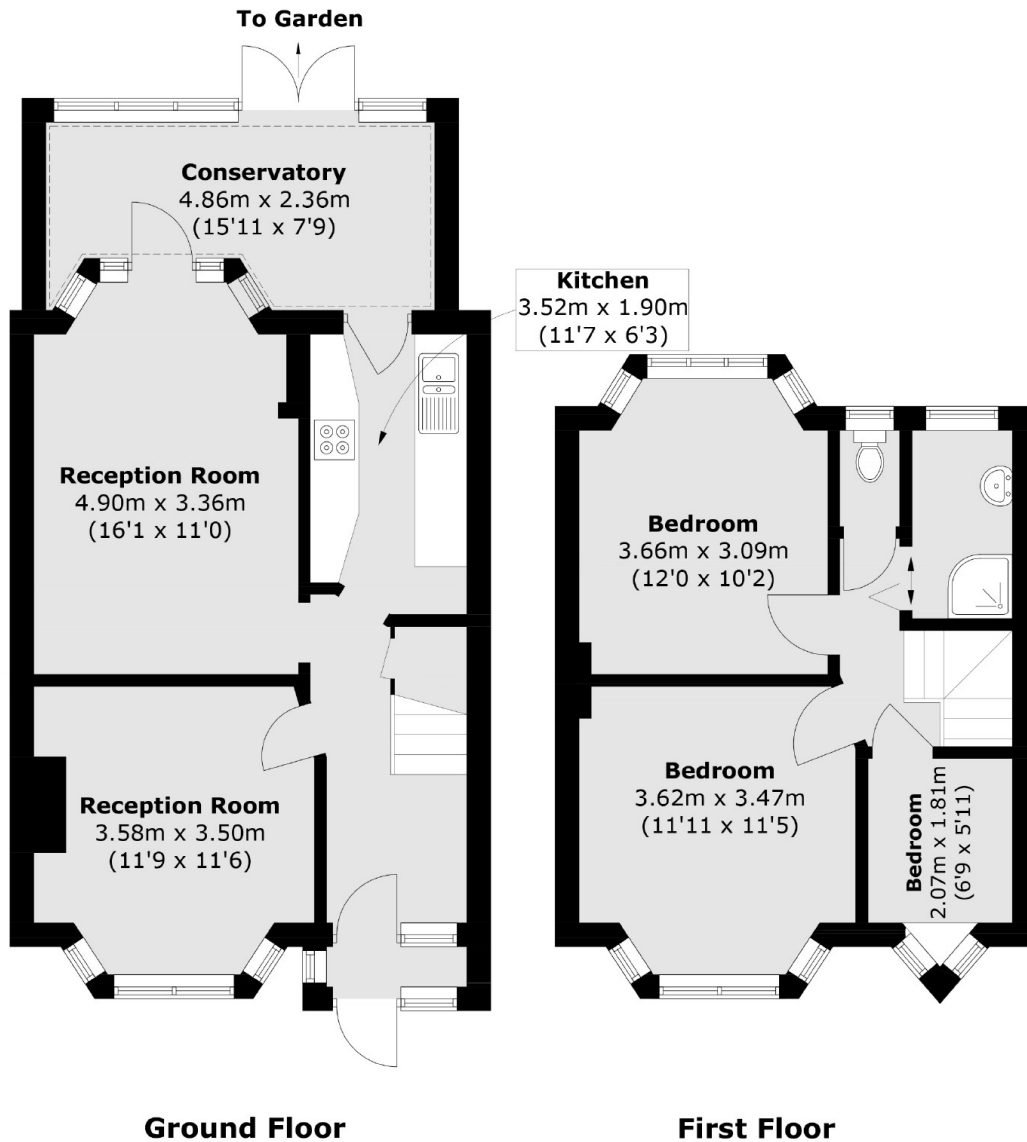 To Garden
Conservatory
4.86m x 2.36m
(15'11 x 7'9)
Kitchen
3.52m x 1.90m
(11'7 x 6'3)
Reception Room
4.90m x 3.36m
(16'1 x 11'0)
Reception Room
3.58m x 3.50m
(11'9 x 11'6)
Bedroom
3.66m x 3.09m
(12'0 x 10'2)
Bedroom
3.62m x 3.47m
(11'11 x 11'5)
Bedroom
2.07m x 1.81m
(6'9 x 5'11)
Ground Floor
First Floor